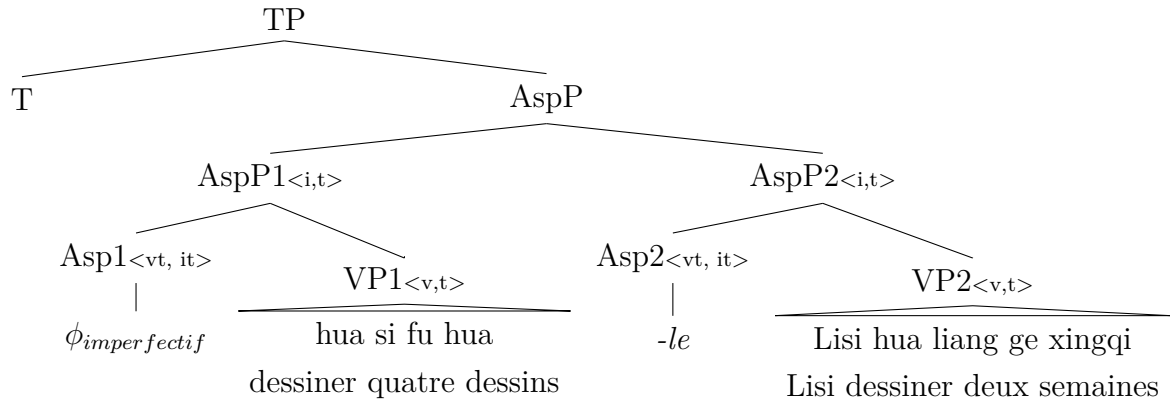 TP
T
AspP
AspP1<i,t>
AspP2<i,t>
Asp1<vt, it>
VP1<v,t>
Asp2<vt, it>
VP2<v,t>
ϕimperfectif
hua si fu hua
-le
Lisi hua liang ge xingqi
dessiner quatre dessins
Lisi dessiner deux semaines